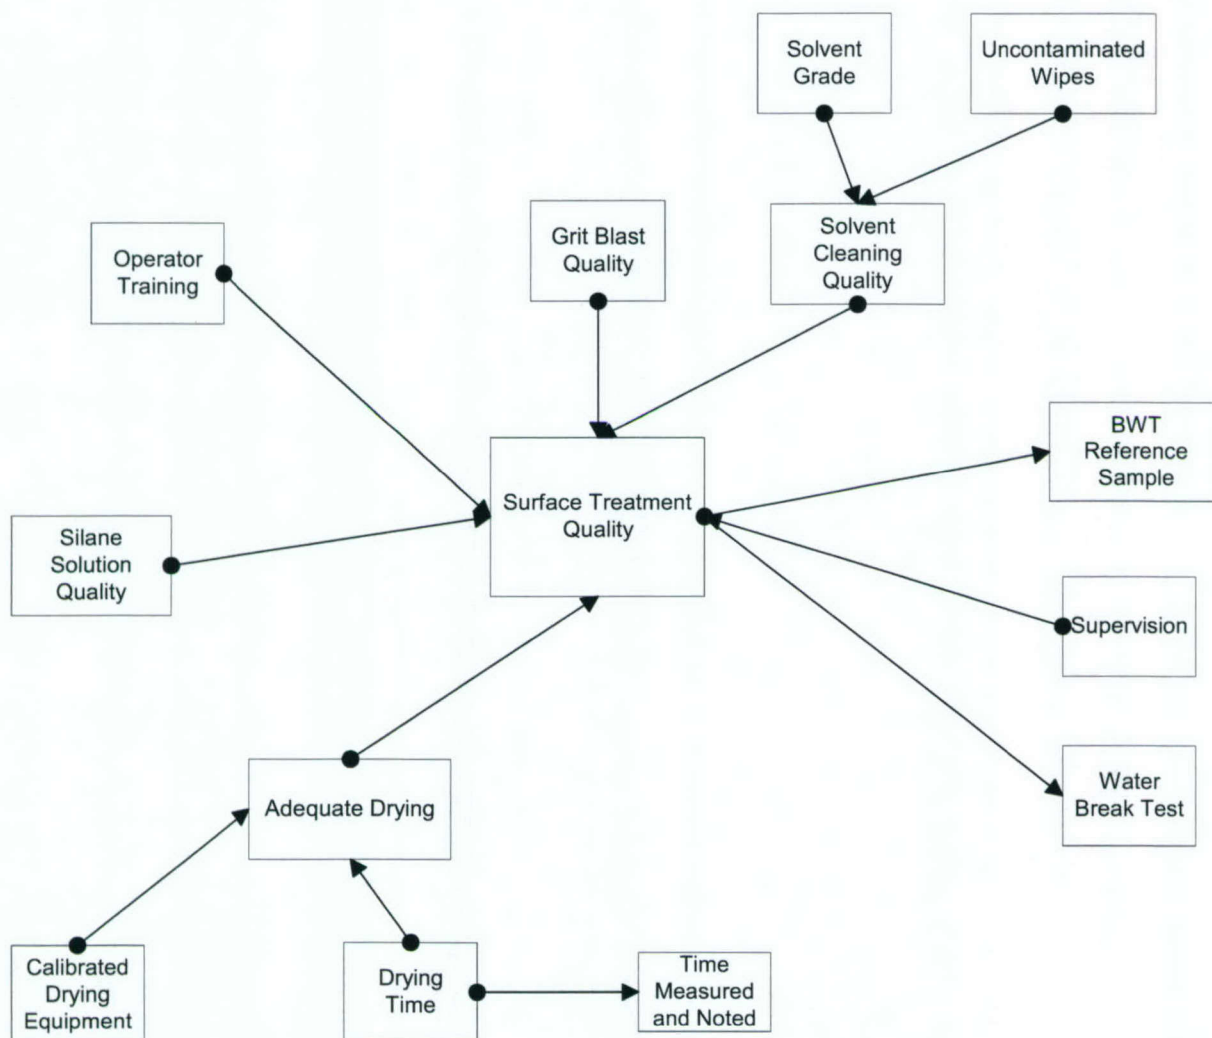 Solvent
Grade
Uncontaminated
Wipes
Operator
Training
Grit Blast
Quality
Solvent
Cleaning
Quality
BWT
Reference
Sample
Surface Treatment
Quality
Silane
Solution
Quality
Supervision
Adequate Drying
Water
Break Test
Calibrated
Drying
Equipment
Drying
Time
Time
Measured
and Noted